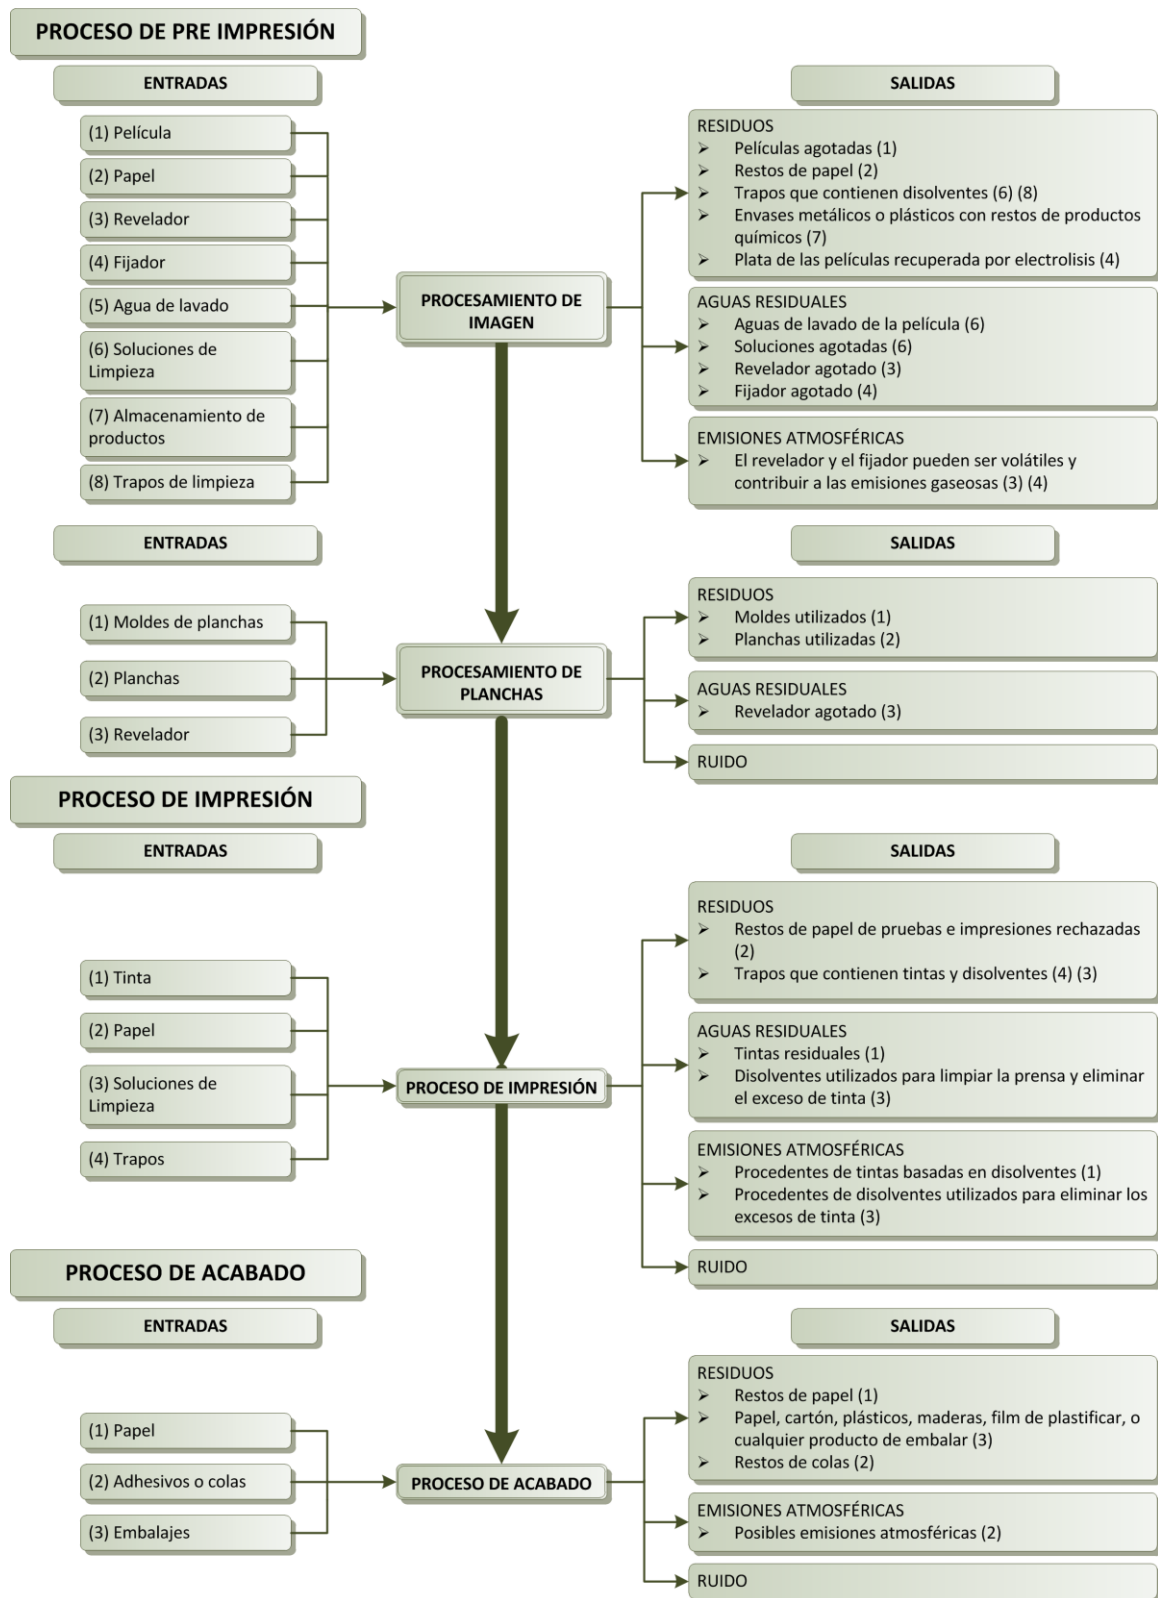 PROCESO DE PRE IMPRESIÓN
ENTRADAS
(1) Película
(2) Papel
(3) Revelador
(4) Fijador
(5) Agua de lavado
(6) Soluciones de
Limpieza
(7) Almacenamiento de
productos
(8) Trapos de limpieza
PROCESAMIENTO DE
IMAGEN
SALIDAS
RESIDUOS
➢ Películas agotadas (1)
➢ Restos de papel (2)
➢ Trapos que contienen disolventes (6) (8)
➢ Envases metálicos o plásticos con restos de productos
químicos (7)
➢ Plata de las películas recuperada por electrolisis (4)
AGUAS RESIDUALES
➢ Aguas de lavado de la película (6)
➢ Soluciones agotadas (6)
➢ Revelador agotado (3)
➢ Fijador agotado (4)
EMISIONES ATMOSFÉRICAS
➢ El revelador y el fijador pueden ser volátiles y
contribuir a las emisiones gaseosas (3) (4)
ENTRADAS
(1) Moldes de planchas
(2) Planchas
(3) Revelador
PROCESAMIENTO DE
PLANCHAS
SALIDAS
RESIDUOS
➢ Moldes utilizados (1)
➢ Planchas utilizadas (2)
AGUAS RESIDUALES
➢ Revelador agotado (3)
RUIDO
PROCESO DE IMPRESIÓN
ENTRADAS
(1) Tinta
(2) Papel
(3) Soluciones de
Limpieza
(4) Trapos
PROCESO DE IMPRESIÓN
SALIDAS
RESIDUOS
➢ Restos de papel de pruebas e impresiones rechazadas
(2)
➢ Trapos que contienen tintas y disolventes (4) (3)
AGUAS RESIDUALES
➢ Tintas residuales (1)
➢ Disolventes utilizados para limpiar la prensa y eliminar
el exceso de tinta (3)
EMISIONES ATMOSFÉRICAS
➢ Procedentes de tintas basadas en disolventes (1)
➢ Procedentes de disolventes utilizados para eliminar los
excesos de tinta (3)
RUIDO
PROCESO DE ACABADO
ENTRADAS
(1) Papel
(2) Adhesivos o colas
(3) Embalajes
PROCESO DE ACABADO
SALIDAS
RESIDUOS
➢ Restos de papel (1)
➢ Papel, cartón, plásticos, maderas, film de plastificar, o
cualquier producto de embalar (3)
➢ Restos de colas (2)
EMISIONES ATMOSFÉRICAS
➢ Posibles emisiones atmosféricas (2)
RUIDO